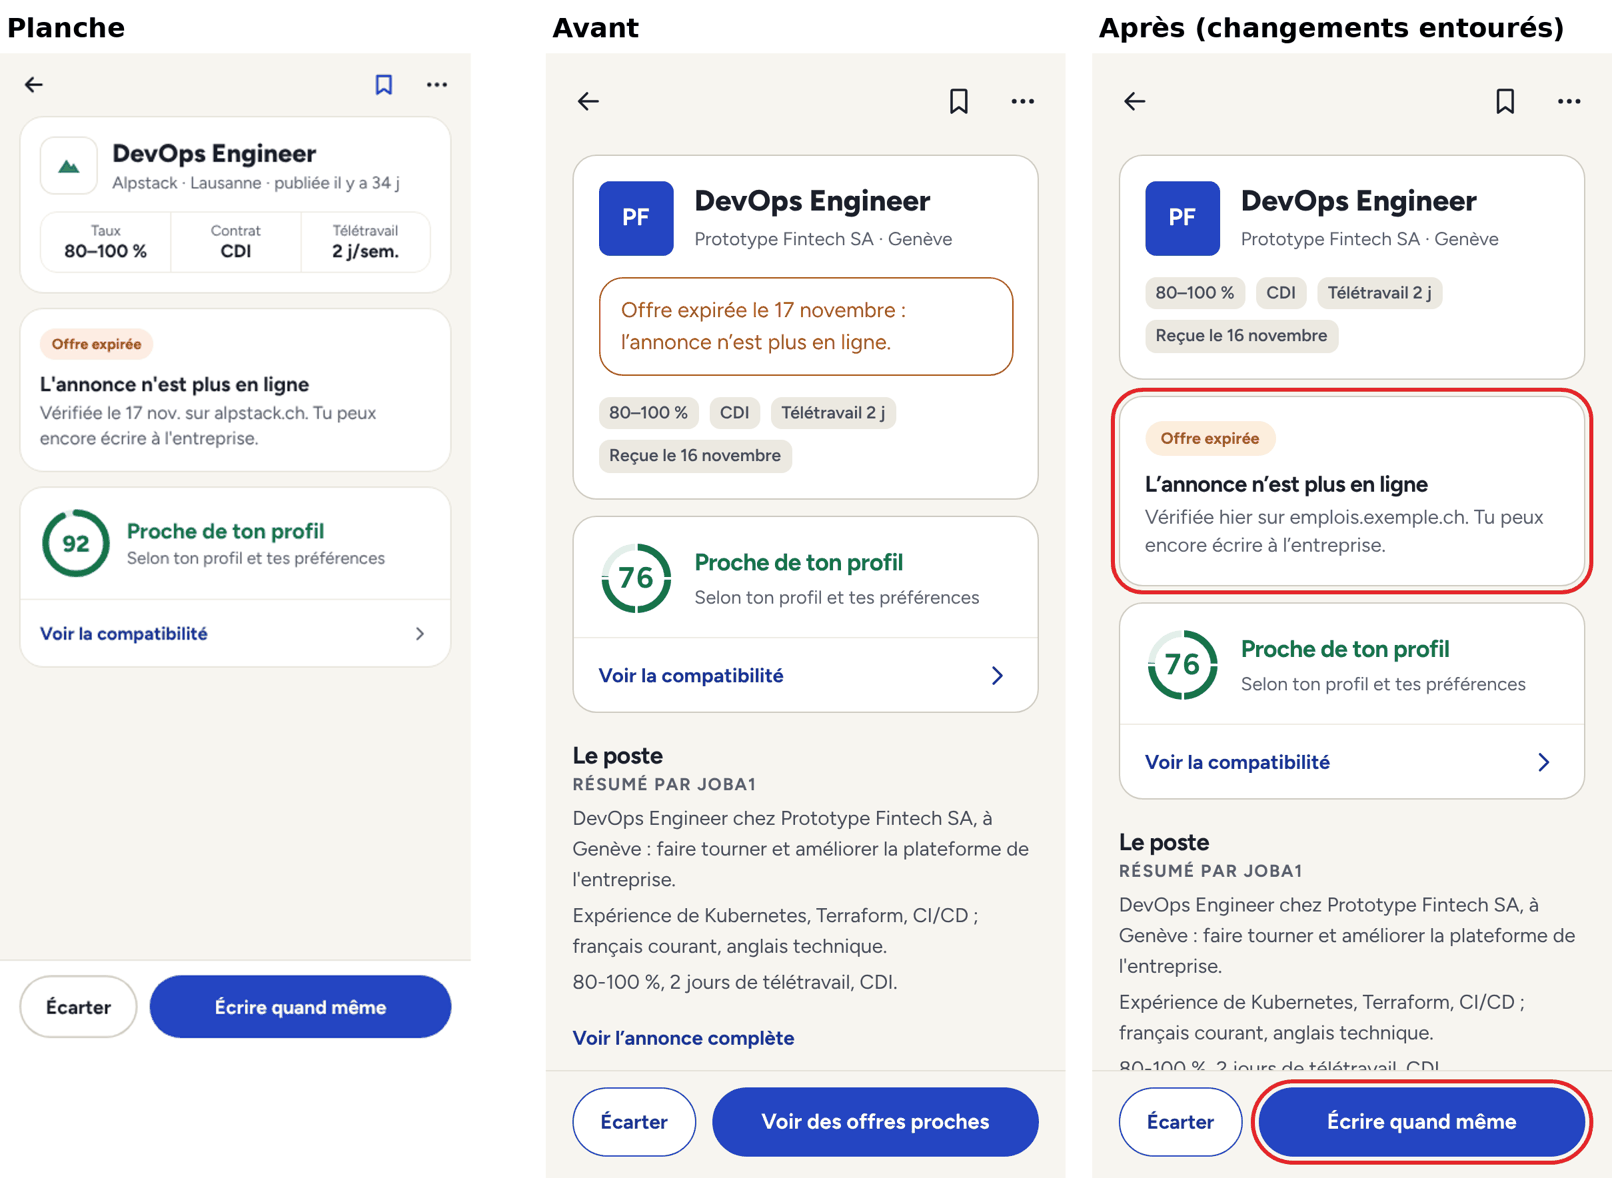 Planche
DevOps Engineer
Alpstack · Lausanne · publiée il y a 34 j
Taux
80–100 %
Contrat
CDI
Télétravail
2 j/sem.
Offre expirée
L'annonce n'est plus en ligne
Vérifiée le 17 nov. sur alpstack.ch. Tu peux
encore écrire à l'entreprise.
92
Proche de ton profil
Selon ton profil et tes préférences
Voir la compatibilité
Écarter
Écrire quand même
Avant
PF
DevOps Engineer
Prototype Fintech SA · Genève
Offre expirée le 17 novembre :
l’annonce n’est plus en ligne.
80–100 %
CDI
Télétravail 2 j
Reçue le 16 novembre
76
Proche de ton profil
Selon ton profil et tes préférences
Voir la compatibilité
Le poste
RÉSUMÉ PAR JOBA1
DevOps Engineer chez Prototype Fintech SA, à
Genève : faire tourner et améliorer la plateforme de
l'entreprise.
Expérience de Kubernetes, Terraform, CI/CD ;
français courant, anglais technique.
80-100 %, 2 jours de télétravail, CDI.
Voir l’annonce complète
Écarter
Voir des offres proches
Après (changements entourés)
PF
DevOps Engineer
Prototype Fintech SA · Genève
80–100 %
CDI
Télétravail 2 j
Reçue le 16 novembre
Offre expirée
L’annonce n’est plus en ligne
Vérifiée hier sur emplois.exemple.ch. Tu peux
encore écrire à l’entreprise.
76
Proche de ton profil
Selon ton profil et tes préférences
Voir la compatibilité
Le poste
RÉSUMÉ PAR JOBA1
DevOps Engineer chez Prototype Fintech SA, à
Genève : faire tourner et améliorer la plateforme de
l'entreprise.
Expérience de Kubernetes, Terraform, CI/CD ;
français courant, anglais technique.
80-100 %, 2 jours de télétravail, CDI
Écarter
Écrire quand même